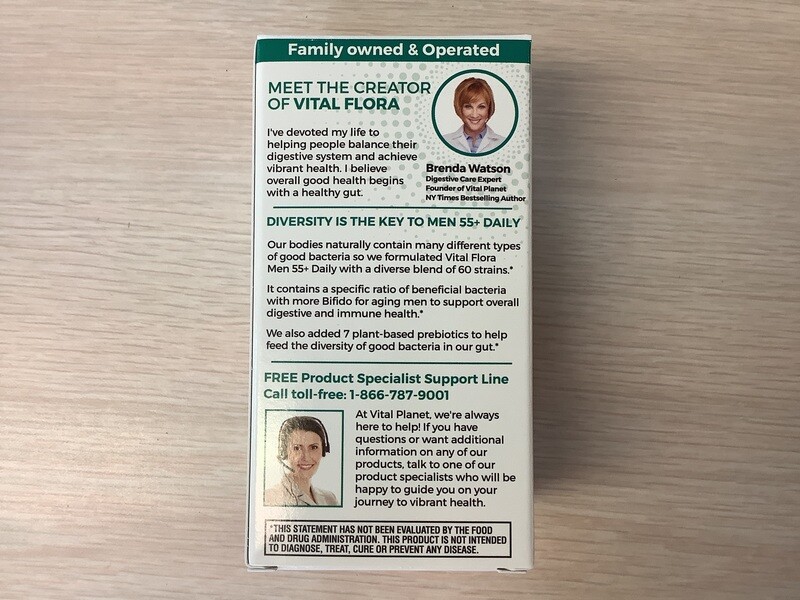 Family owned & Operated
MEET THE CREATOR
OF VITAL FLORA
I've devoted my life to
helping people balance their
digestive system and achieve
vibrant health. I believe
overall good health begins
with a healthy gut.
Brenda Watson
Digestive Care Expert
Founder of Vital Planet
NY Times Bestselling Author
DIVERSITY IS THE KEY TO MEN 55+ DAILY
Our bodies naturally contain many different types
of good bacteria so we formulated Vital Flora
Men 55+ Daily with a diverse blend of 60 strains.*
It contains a specific ratio of beneficial bacteria
with more Bifido for aging men to support overall
digestive and immune health.*
We also added 7 plant-based prebiotics to help
feed the diversity of good bacteria in our gut.*
FREE Product Specialist Support Line
Call toll-free: 1-866-787-9001
At Vital Planet, we're always
here to help! If you have
questions or want additional
information on any of our
products, talk to one of our
product specialists who will be
happy to guide you on your
journey to vibrant health.
*THIS STATEMENT HAS NOT BEEN EVALUATED BY THE FOOD
AND DRUG ADMINISTRATION. THIS PRODUCT IS NOT INTENDED
TO DIAGNOSE, TREAT, CURE OR PREVENT ANY DISEASE.